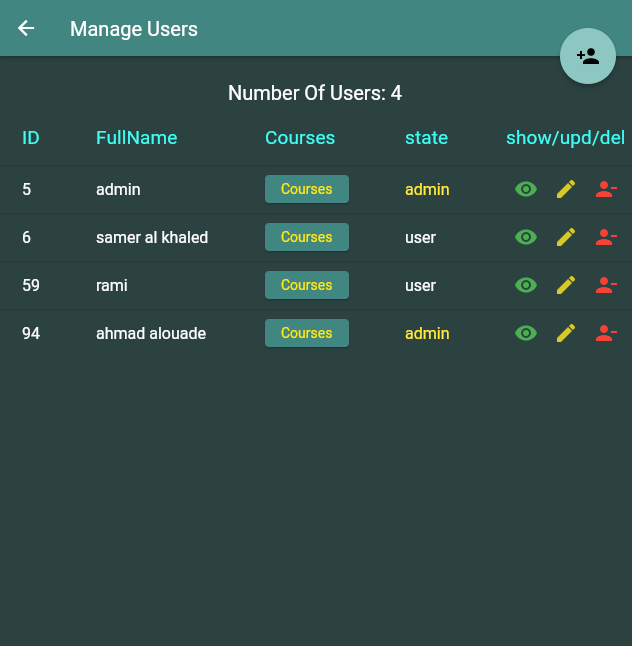 Manage Users
Number Of Users: 4
ID FullName Courses state show/upd/del
5 admin Courses admin
6 samer al khaled Courses user
59 rami Courses user
94 ahmad alouade Courses admin